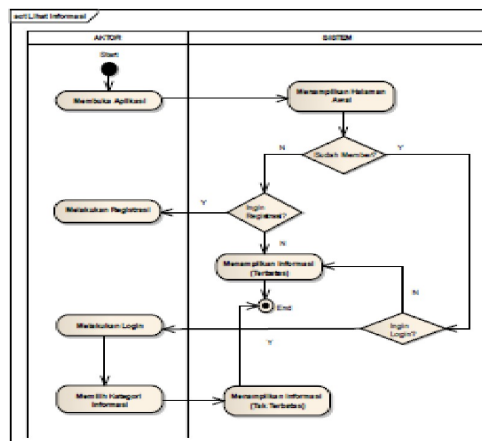 act Lihat Informasi
AKTOR
SISTEM
Start
Membuka Aplikasi
Menampilkan Halaman
Awal
Sudah Member?
N
Y
Melakukan Registrasi
Y
Ingin
Registrasi?
N
Menampilkan Informasi
(Terbatas)
N
End
Melakukan Login
Y
Ingin
Login?
Memilih Kategori
Informasi
Menampilkan Informasi
(Tak Terbatas)